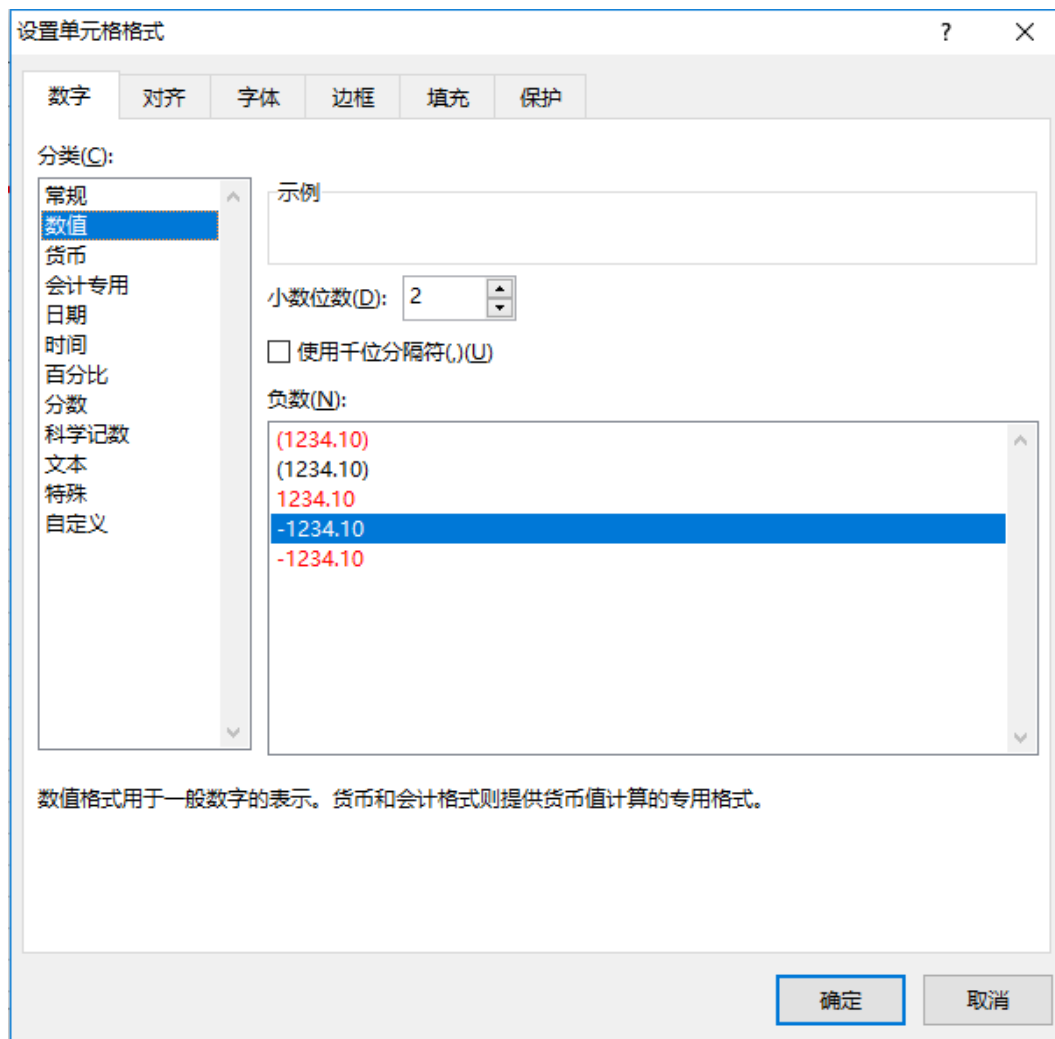 设置单元格格式
?
数字 对齐 字体 边框 填充 保护
分类(C):
常规
数值
货币
会计专用
日期
时间
百分比
分数
科学记数
文本
特殊
自定义
示例
小数位数(D): 2
使用千位分隔符(,)(U)
负数(N):
(1234.10)
(1234.10)
1234.10
-1234.10
-1234.10
数值格式用于一般数字的表示。货币和会计格式则提供货币值计算的专用格式。
确定 取消